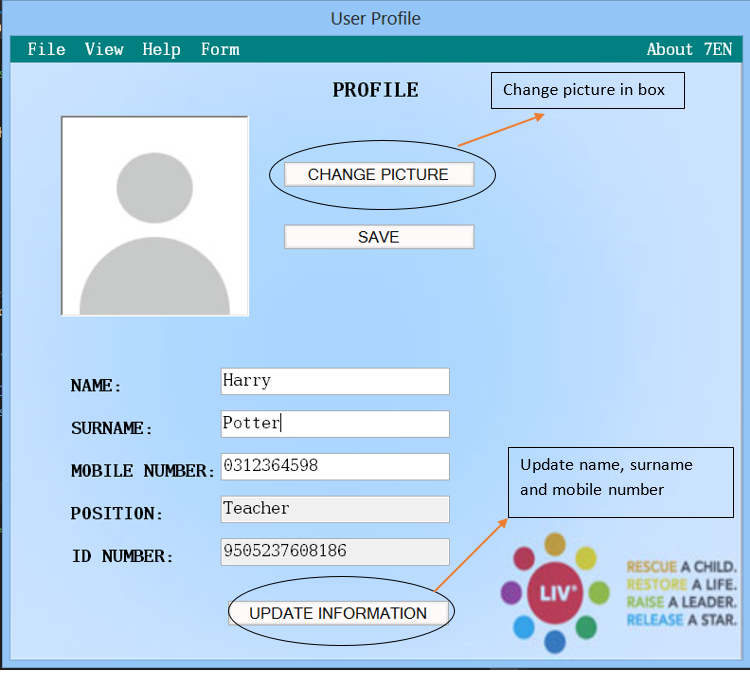 User Profile
File View Help Form About 7EN
PROFILE
Change picture in box
CHANGE PICTURE
SAVE
NAME: Harry
SURNAME: Potter
MOBILE NUMBER: 0312364598
POSITION: Teacher
ID NUMBER: 9505237608186
Update name, surname
and mobile number
UPDATE INFORMATION
LIV
RESCUE A CHILD.
RESTORE A LIFE.
RAISE A LEADER.
RELEASE A STAR.